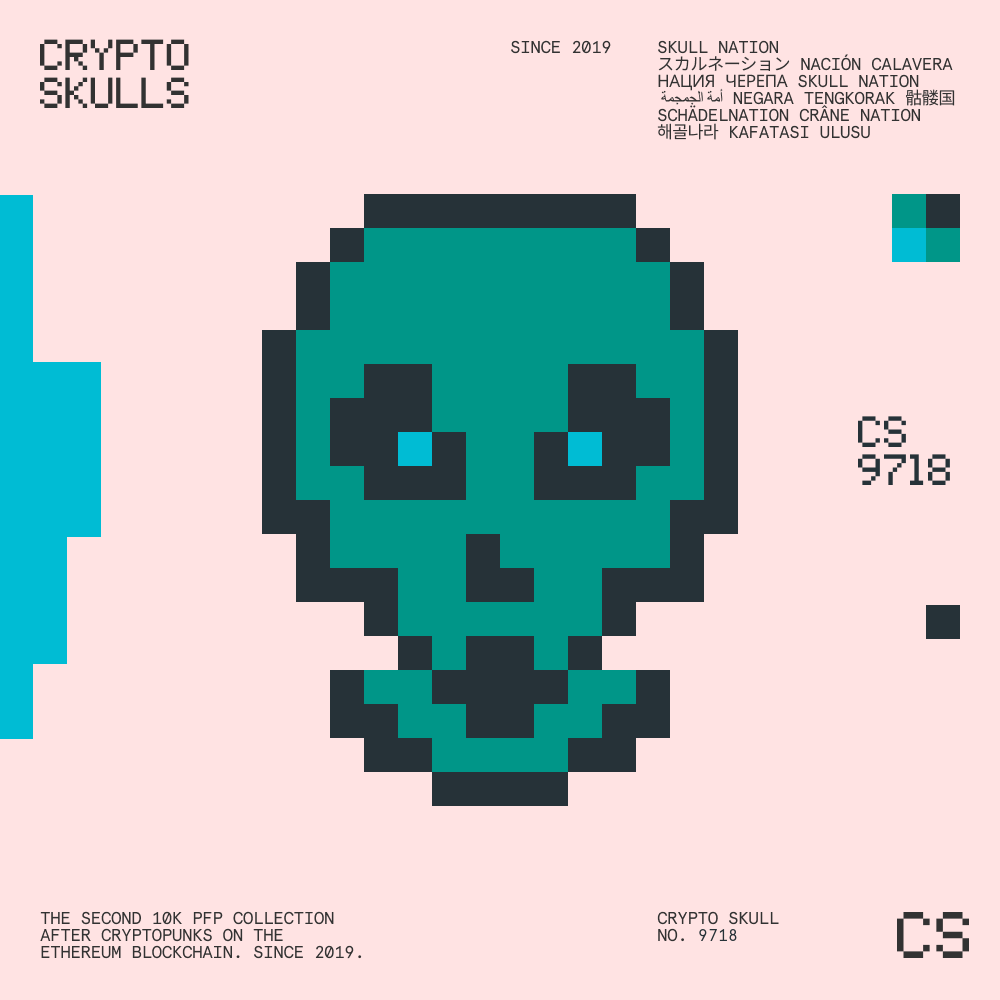 CRYPTO
SKULLS
SINCE 2019
SKULL NATION
スカルネーション NACIÓN CALAVERA
НАЦИЯ ЧЕРЕПА SKULL NATION
أمة الجمجمة NEGARA TENGKORAK 骷髅国
SCHÄDELNATION CRÂNE NATION
해골나라 KAFATASI ULUSU
CS
9718
THE SECOND 10K PFP COLLECTION
AFTER CRYPTOPUNKS ON THE
ETHEREUM BLOCKCHAIN. SINCE 2019.
CRYPTO SKULL
NO. 9718
CS